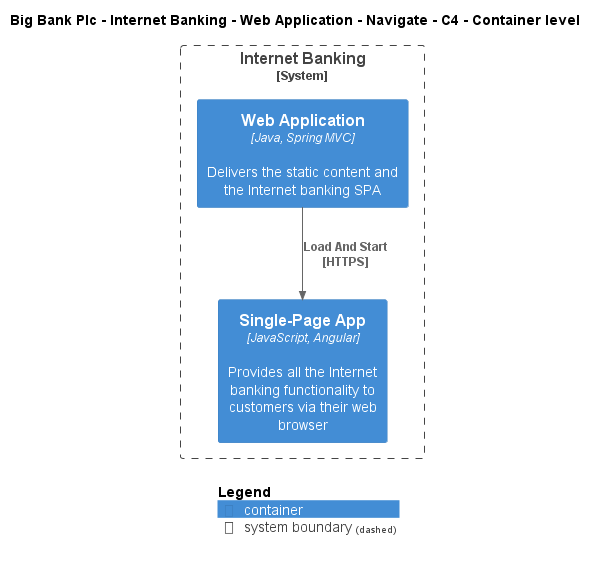 Big Bank Plc - Internet Banking - Web Application - Navigate - C4 - Container level
Internet Banking
[System]
Web Application
[Java, Spring MVC]
Delivers the static content and
the Internet banking SPA
Load And Start
[HTTPS]
Single-Page App
[JavaScript, Angular]
Provides all the Internet
banking functionality to
customers via their web
browser
Legend
container
system boundary (dashed)